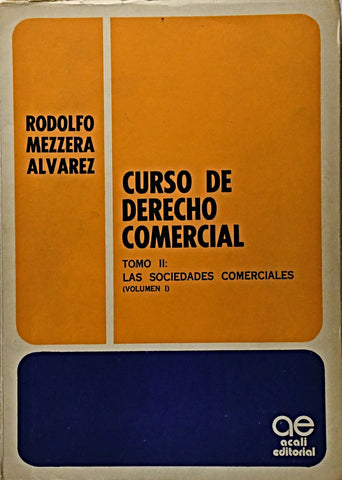 RODOLFO
MEZZERA
ALVAREZ
CURSO DE
DERECHO
COMERCIAL
TOMO II:
LAS SOCIEDADES COMERCIALES
(VOLUMEN I)
ae
acali
editorial